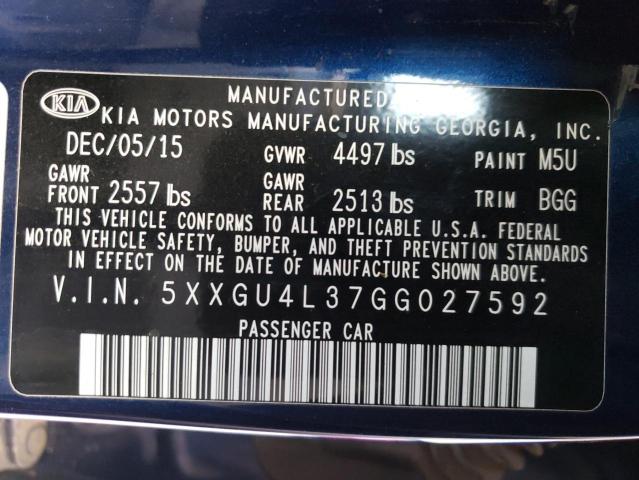 MANUFACTURED
KIA
KIA MOTORS MANUFACTURING GEORGIA, INC.
DEC/05/15 GVWR 4497 lbs PAINT M5U
GAWR FRONT 2557 lbs GAWR REAR 2513 lbs TRIM BGG
THIS VEHICLE CONFORMS TO ALL APPLICABLE U.S.A. FEDERAL
MOTOR VEHICLE SAFETY, BUMPER, AND THEFT PREVENTION STANDARDS
IN EFFECT ON THE DATE OF MANUFACTURE SHOWN ABOVE.
V.I.N. 5XXGU4L37GG027592
PASSENGER CAR